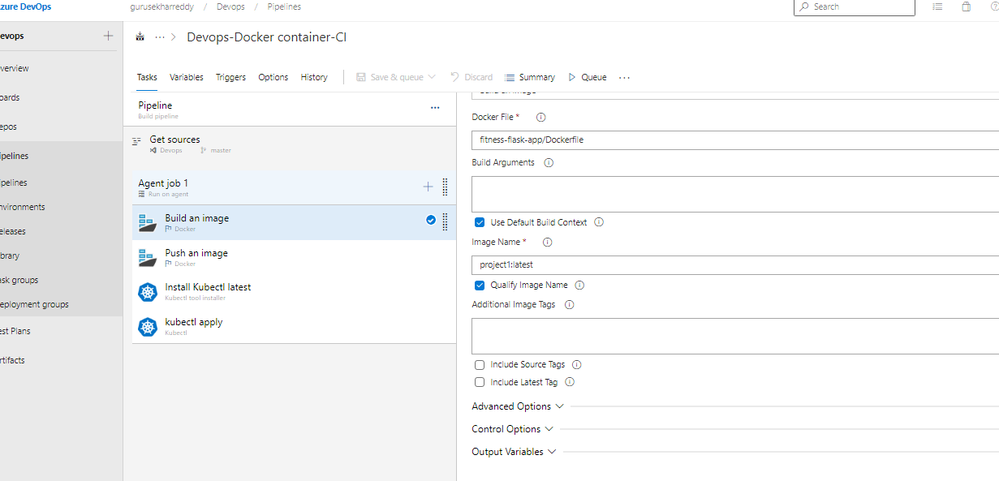 zure DevOps
gurusekharreddy / Devops / Pipelines
Search
evops
verview
oards
epos
ipelines
ipelines
nvironments
eleases
brary
ask groups
eployment groups
est Plans
rtifacts
··· > Devops-Docker container-CI
Tasks Variables Triggers Options History Save & queue Discard Summary Queue ···
Pipeline
Build pipeline
Get sources
Devops master
Agent job 1
Run on agent
Build an image
Docker
Push an image
Docker
Install Kubectl latest
Kubectl tool installer
kubectl apply
Kubectl
Build an image
Docker File *
fitness-flask-app/Dockerfile
Build Arguments
Use Default Build Context
Image Name *
project1:latest
Qualify Image Name
Additional Image Tags
Include Source Tags
Include Latest Tag
Advanced Options
Control Options
Output Variables